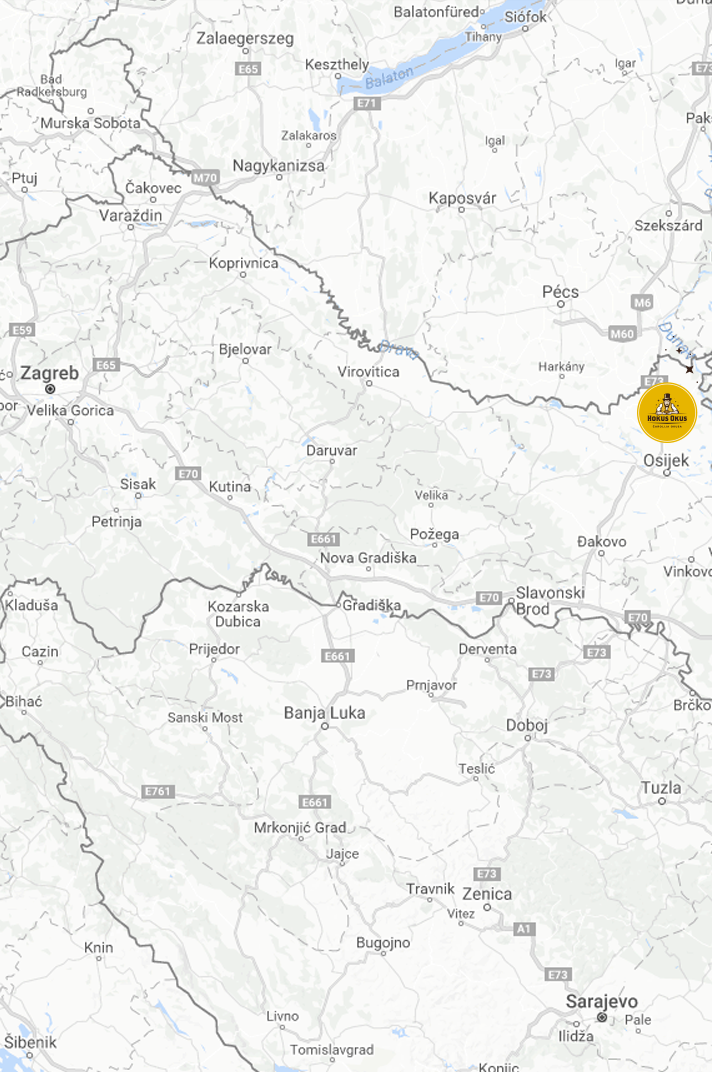 Balatonfüred
Siófok
Tihany
Zalaegerszeg
Keszthely
E65
Balaton
Igar
E73
Bad
Radkersburg
E71
Murska Sobota
Pak
Zalakaros
Igal
Nagykanizsa
Ptuj
M70
Čakovec
Kaposvár
Varaždin
Szekszárd
Koprivnica
Pécs
M6
E59
M60
Dunav
Drava
Bjelovar
E65
Virovitica
Harkány
Zagreb
E73
Velika Gorica
HOKUS OKUS
Daruvar
Osijek
E70
Sisak
Kutina
Velika
Petrinja
Požega
E661
Đakovo
Nova Gradiška
Vinkovc
Slavonski
Brod
E70
Kladuša
Kozarska
Dubica
Gradiška
E70
Cazin
Prijedor
E661
Derventa
E73
E73
Prnjavor
Bihać
Brčko
Sanski Most
Banja Luka
Doboj
Teslić
E761
Tuzla
E661
Mrkonjić Grad
Jajce
E73
Travnik
Zenica
Vitez
A1
Knin
Bugojno
E73
Sarajevo
Livno
Pale
Ilidža
Šibenik
Tomislavgrad
Konjic